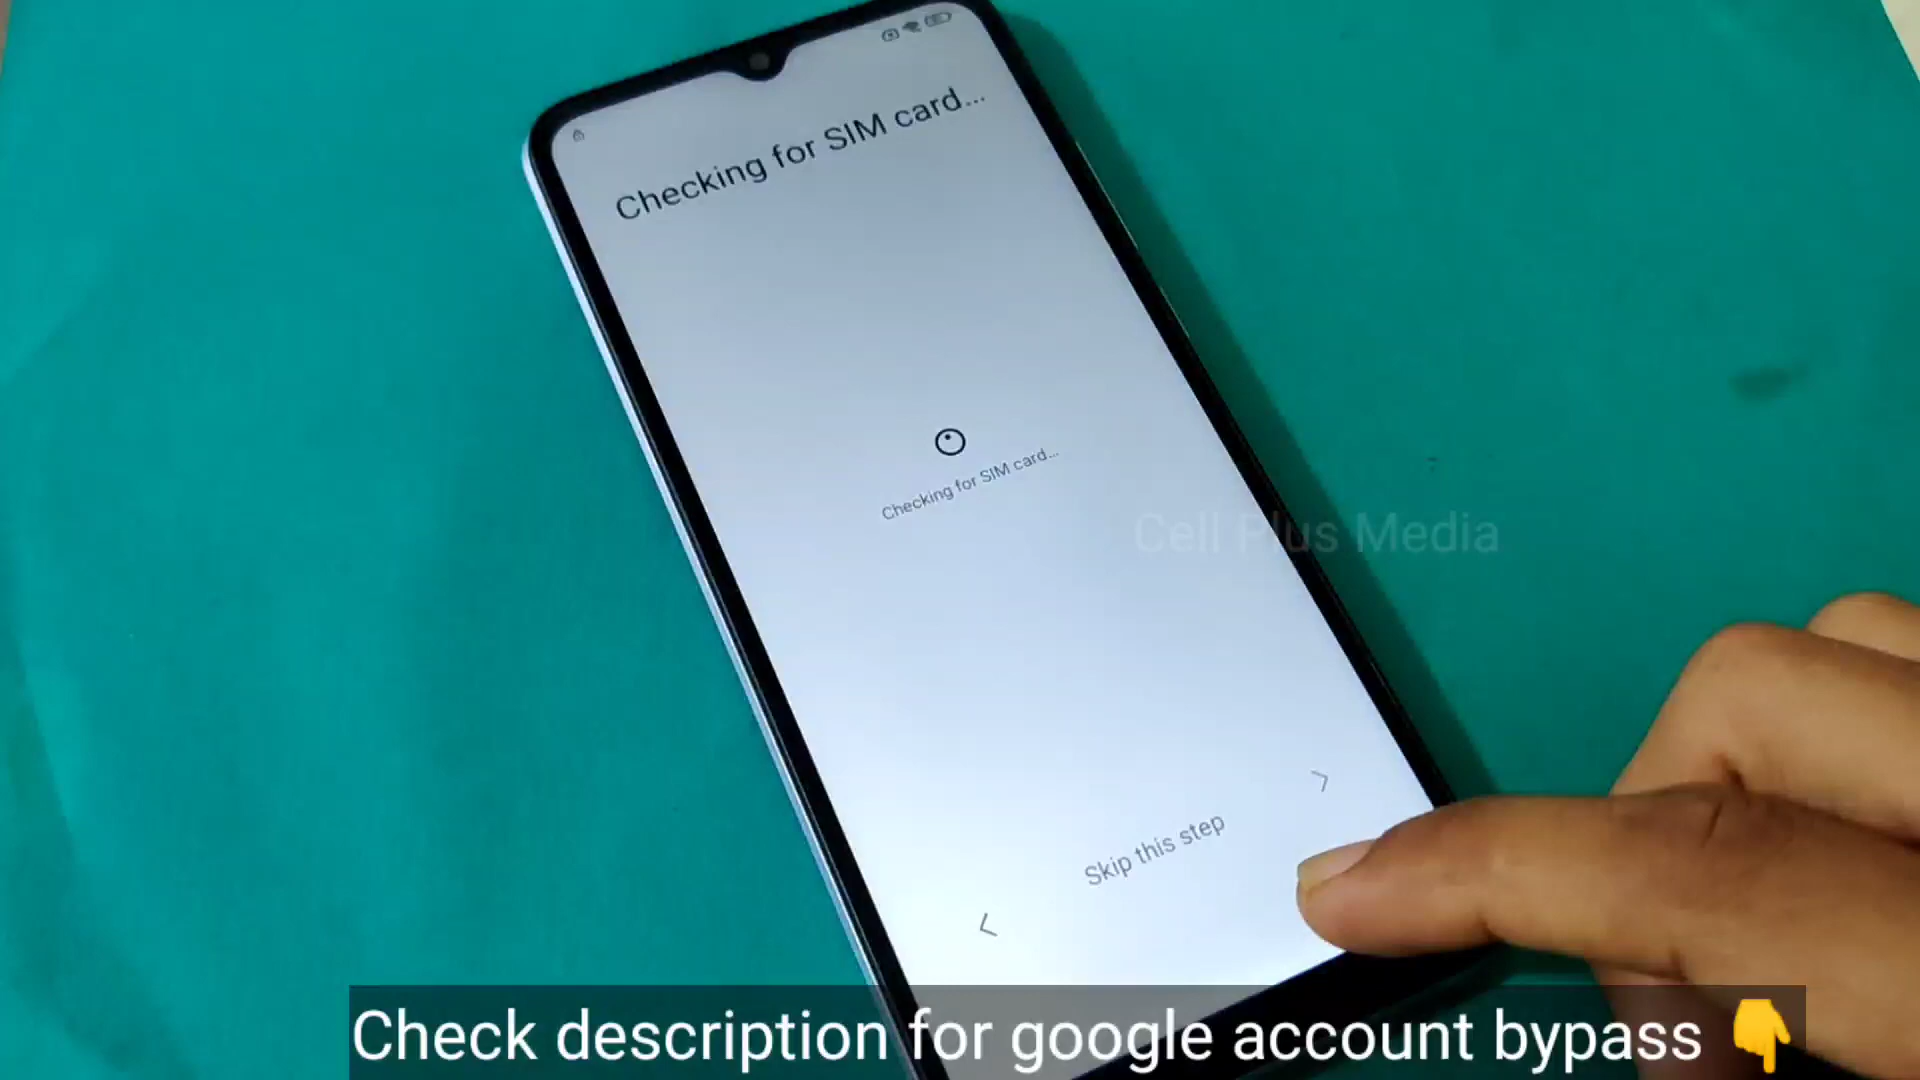 Checking for SIM card...
Checking for SIM card...
Cell Plus Media
Skip this step
Check description for google account bypass 👇